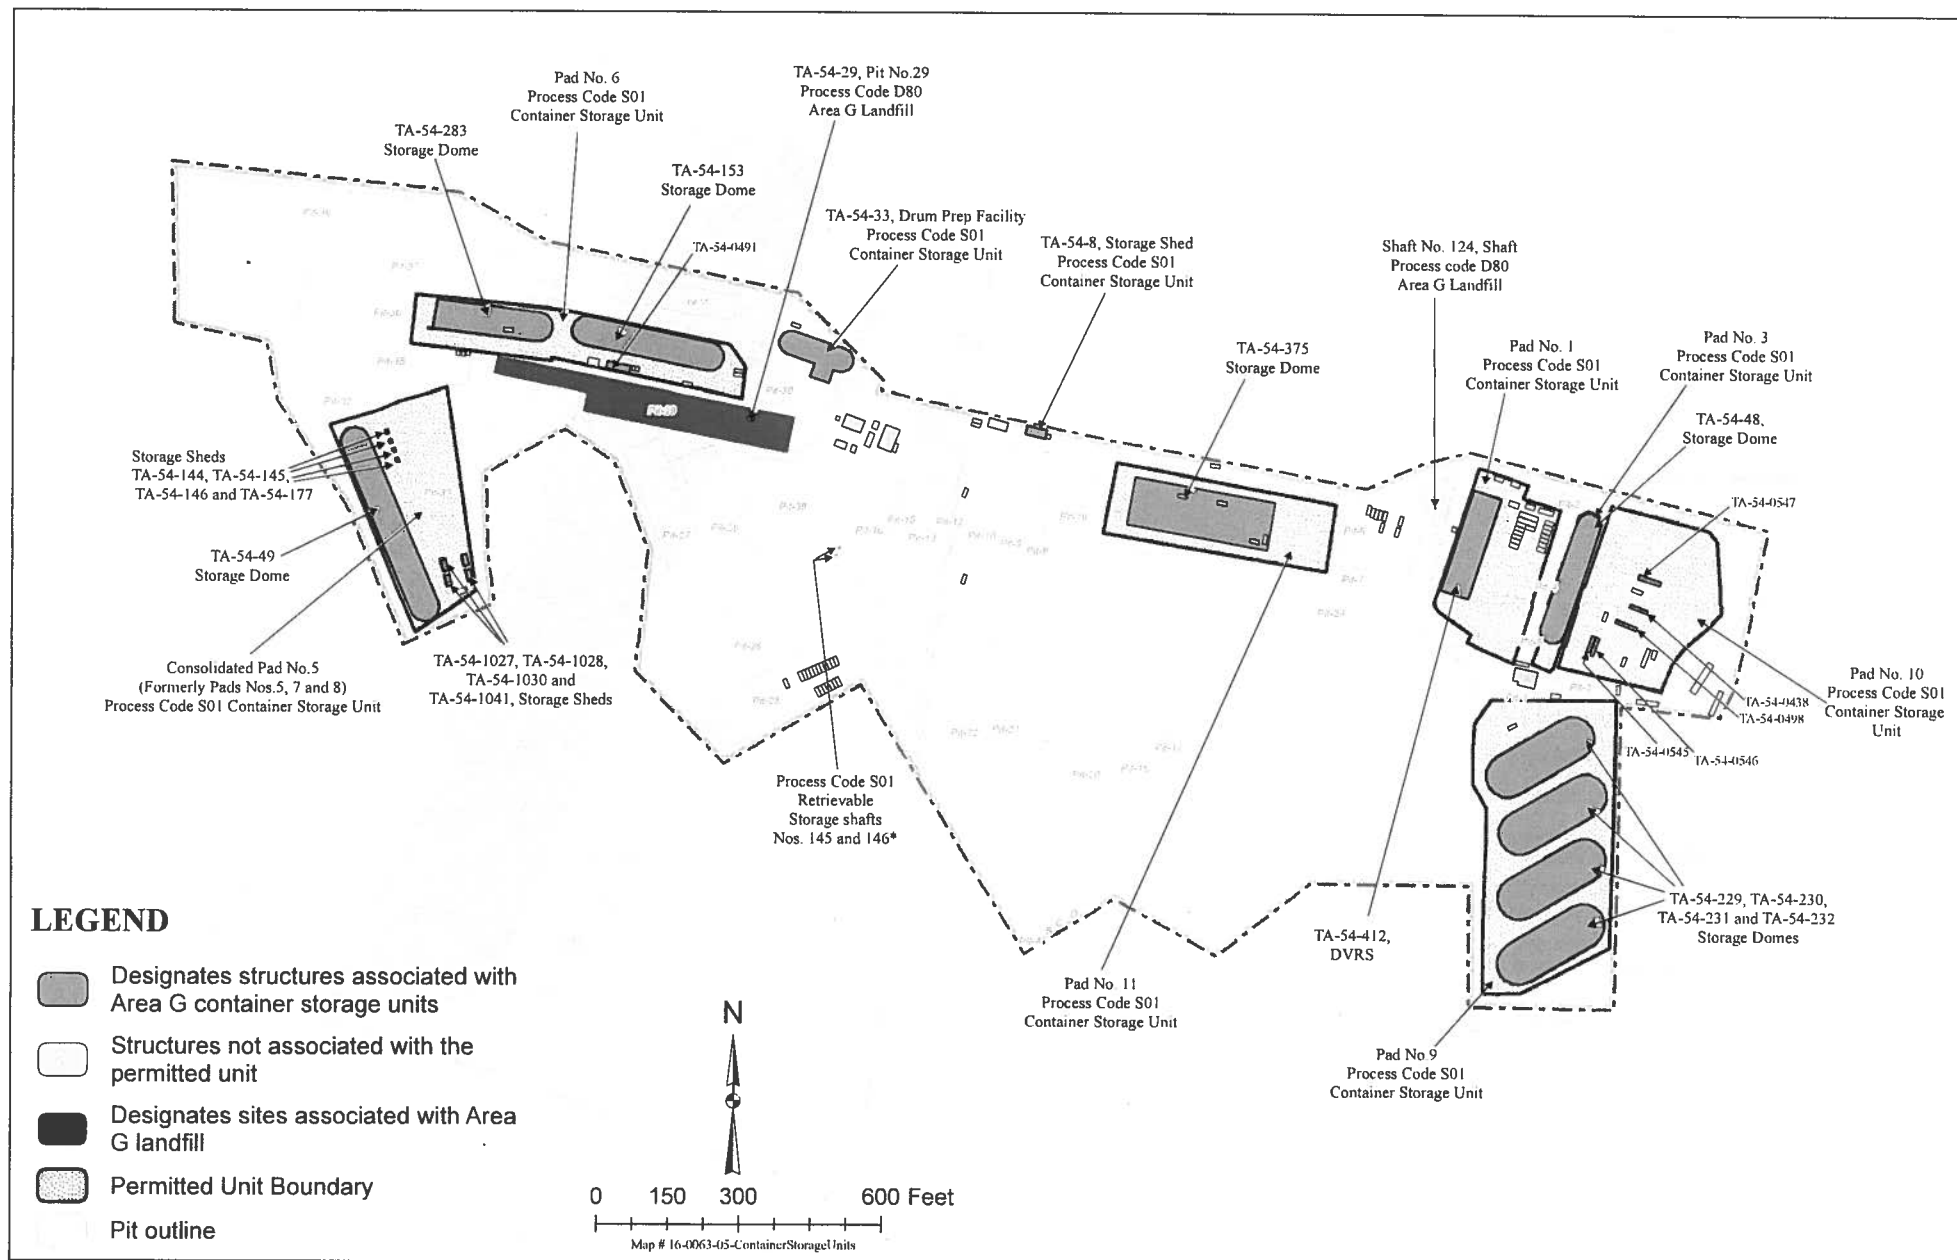 Pad No. 6
Process Code S01
Container Storage Unit
TA-54-29, Pit No.29
Process Code D80
Area G Landfill
TA-54-283
Storage Dome
TA-54-153
Storage Dome
TA-54-0491
TA-54-33, Drum Prep Facility
Process Code S01
Container Storage Unit
TA-54-8, Storage Shed
Process Code S01
Container Storage Unit
Shaft No. 124, Shaft
Process code D80
Area G Landfill
TA-54-375
Storage Dome
Pad No. 1
Process Code S01
Container Storage Unit
Pad No. 3
Process Code S01
Container Storage Unit
TA-54-48,
Storage Dome
TA-54-0547
Storage Sheds
TA-54-144, TA-54-145,
TA-54-146 and TA-54-177
TA-54-49
Storage Dome
Consolidated Pad No.5
(Formerly Pads Nos.5, 7 and 8)
Process Code S01 Container Storage Unit
TA-54-1027, TA-54-1028,
TA-54-1030 and
TA-54-1041, Storage Sheds
Process Code S01
Retrievable
Storage shafts
Nos. 145 and 146*
Pad No. 10
Process Code S01
Container Storage
Unit
TA-54-0438
TA-54-0498
TA-54-0545
TA-54-0546
TA-54-229, TA-54-230,
TA-54-231 and TA-54-232
Storage Domes
TA-54-412,
DVRS
Pad No. 11
Process Code S01
Container Storage Unit
Pad No.9
Process Code S01
Container Storage Unit
LEGEND
Designates structures associated with
Area G container storage units
Structures not associated with the
permitted unit
Designates sites associated with Area
G landfill
Permitted Unit Boundary
Pit outline
N
0 150 300 600 Feet
Map # 16-0063-05-ContainerStorageUnits